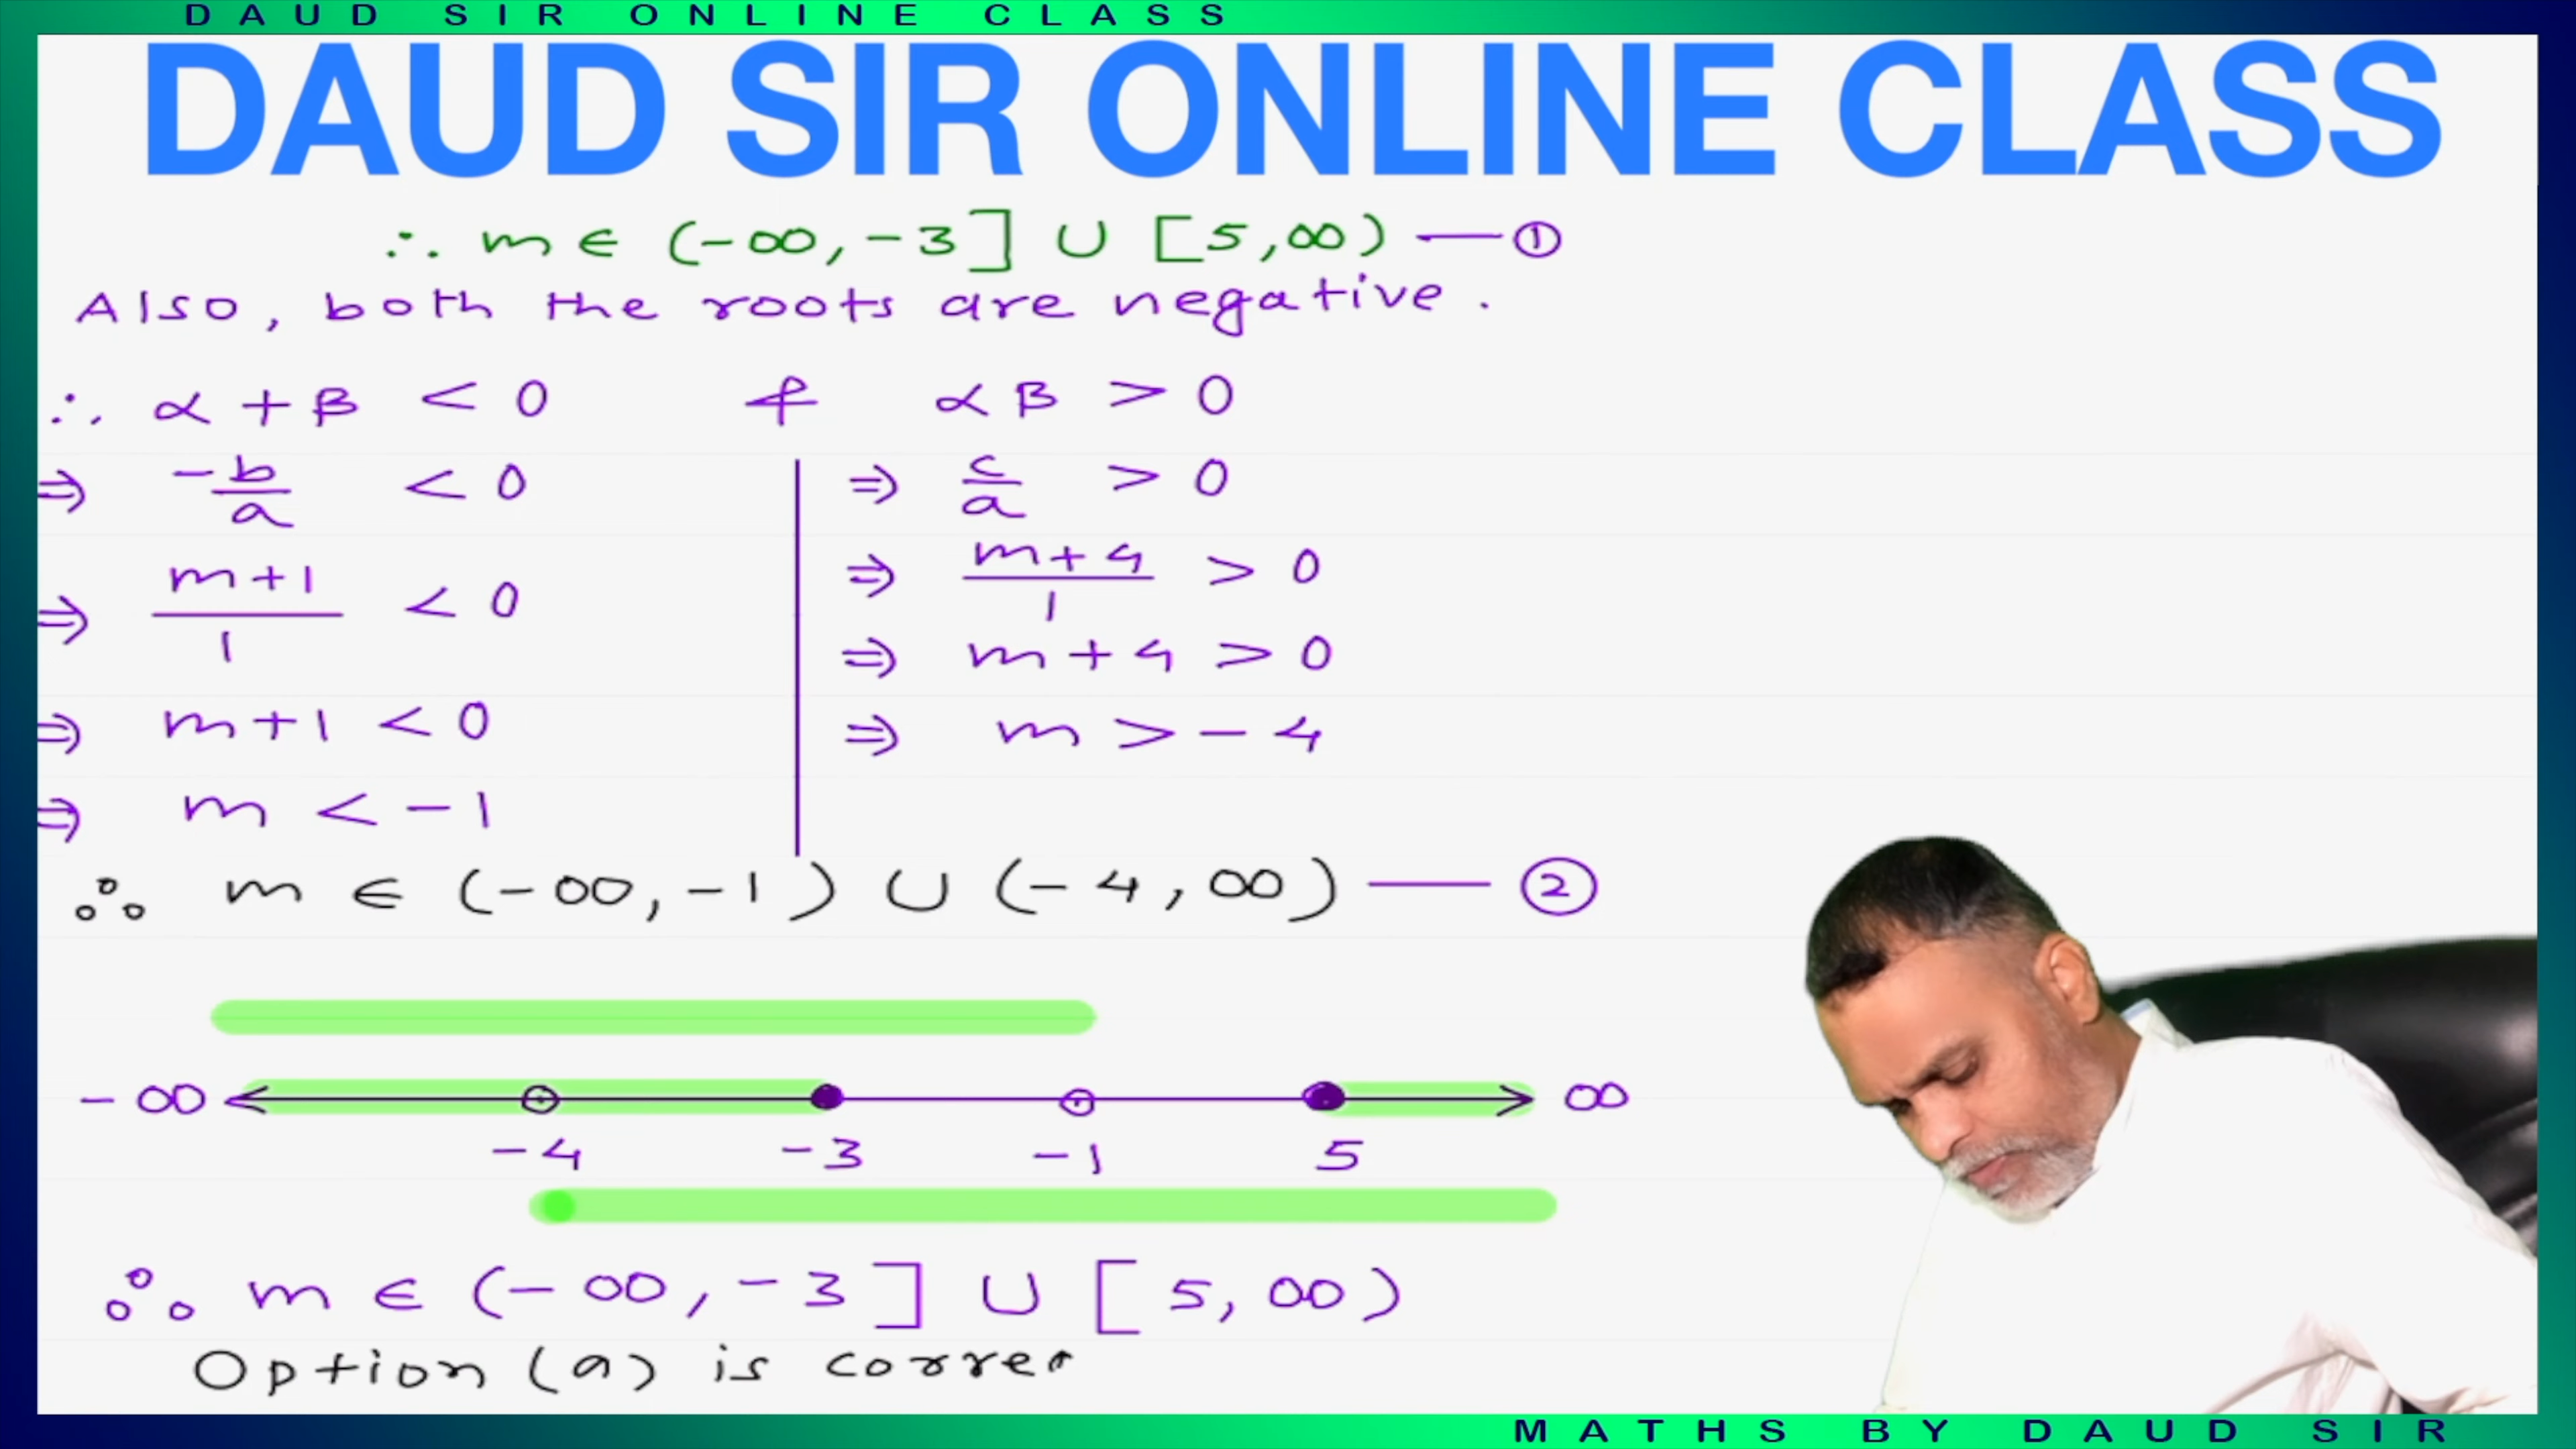 DAUD SIR ONLINE CLASS
DAUD SIR ONLINE CLASS
∴ m ∈ (-∞, -3] ∪ [5, ∞) — ①
Also, both the roots are negative.
∴ α + β < 0 & αβ > 0
⇒ -b/a < 0 ⇒ c/a > 0
⇒ m+1/1 < 0 ⇒ m+4/1 > 0
⇒ m+4 > 0
⇒ m+1 < 0 ⇒ m > -4
⇒ m < -1
∴ m ∈ (-∞, -1) ∪ (-4, ∞) — ②
-∞ ∞
-4 -3 -1 5
∴ m ∈ (-∞, -3] ∪ [5, ∞)
Option (a) is corre
MATHS BY DAUD SIR